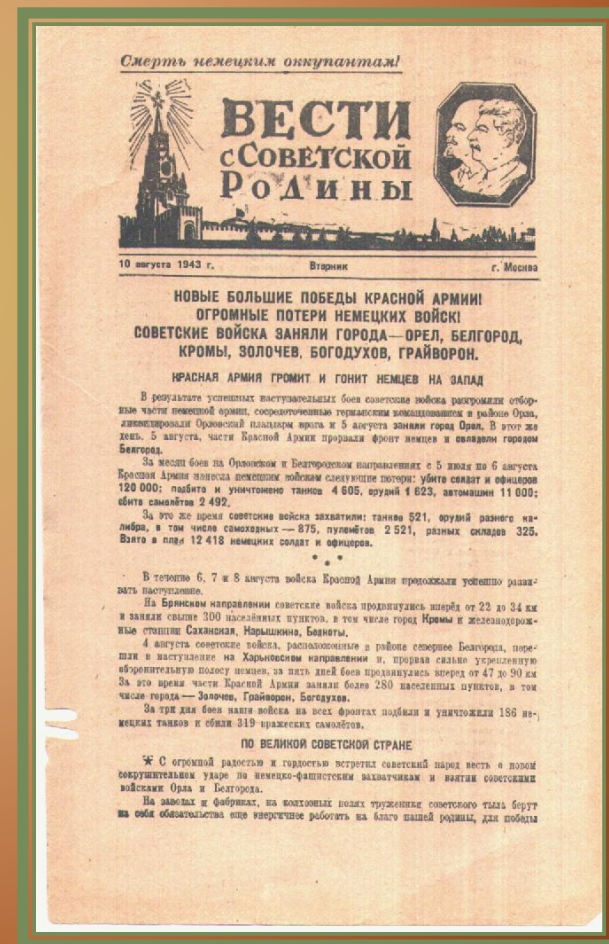 Смерть немецким оккупантам!
ВЕСТИ
с СОВЕТСКОЙ
РОДИНЫ
10 августа 1943 г. Вторник г. Москва
НОВЫЕ БОЛЬШИЕ ПОБЕДЫ КРАСНОЙ АРМИИ!
ОГРОМНЫЕ ПОТЕРИ НЕМЕЦКИХ ВОЙСК!
СОВЕТСКИЕ ВОЙСКА ЗАНЯЛИ ГОРОДА—ОРЕЛ, БЕЛГОРОД,
КРОМЫ, ЗОЛОЧЕВ, БОГОДУХОВ, ГРАЙВОРОН.
КРАСНАЯ АРМИЯ ГРОМИТ И ГОНИТ НЕМЦЕВ НА ЗАПАД
В результате успешных наступательных боев советские войска разгромили отбор-
ные части немецкой армии, сосредоточенные германским командованием в районе Орла,
ликвидировали Орловский плацдарм врага и 5 августа заняли город Орел. В этот же
день, 5 августа, части Красной Армии прорвали фронт немцев и овладели городом
Белгород.
За месяц боев на Орловском и Белгородском направлениях с 5 июля по 6 августа
Красная Армия нанесла немецким войскам следующие потери: убито солдат и офицеров
120 000; подбито и уничтожено танков 4 605, орудий 1 623, автомашин 11 000;
сбито самолётов 2 492.
За это же время советские войска захватили: танков 521, орудий разного ка-
либра, в том числе самоходных — 875, пулемётов 2 521, разных складов 325.
Взято в плен 12 418 немецких солдат и офицеров.
* * *
В течение 6, 7 и 8 августа войска Красной Армии продолжали успешно разви-
вать наступление.
На Брянском направлении советские войска продвинулись вперёд от 22 до 34 км
и заняли свыше 300 населённых пунктов, в том числе город Кромы и железнодорож-
ные станции Саханская, Нарышкино, Бедноты.
4 августа советские войска, расположенные в районе севернее Белгорода, пере-
шли в наступление на Харьковском направлении и, прорвав сильно укрепленную
оборонительную полосу немцев, за пять дней боев продвинулись вперед от 47 до 90 км
За это время части Красной Армии заняли более 280 населенных пунктов, в том
числе города — Золочев, Грайворон, Богодухов.
За три дня боев наши войска на всех фронтах подбили и уничтожили 186 не-
мецких танков и сбили 319 вражеских самолётов.
ПО ВЕЛИКОЙ СОВЕТСКОЙ СТРАНЕ
★ С огромной радостью и гордостью встретил советский народ весть о новом
сокрушительном ударе по немецко-фашистским захватчикам и взятии советскими
войсками Орла и Белгорода.
На заводах и фабриках, на колхозных полях труженики советского тыла берут
на себя обязательства еще энергичнее работать на благо нашей родины, для победы